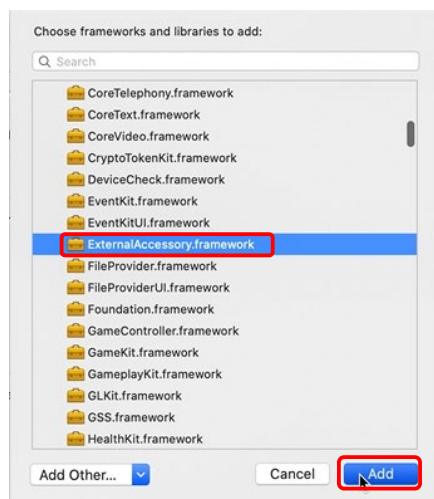 Choose frameworks and libraries to add:
Search
CoreTelephony.framework
CoreText.framework
CoreVideo.framework
CryptoTokenKit.framework
DeviceCheck.framework
EventKit.framework
EventKitUI.framework
ExternalAccessory.framework
FileProvider.framework
FileProviderUI.framework
Foundation.framework
GameController.framework
GameKit.framework
GameplayKit.framework
GLKit.framework
GSS.framework
HealthKit.framework
Add Other... Cancel Add